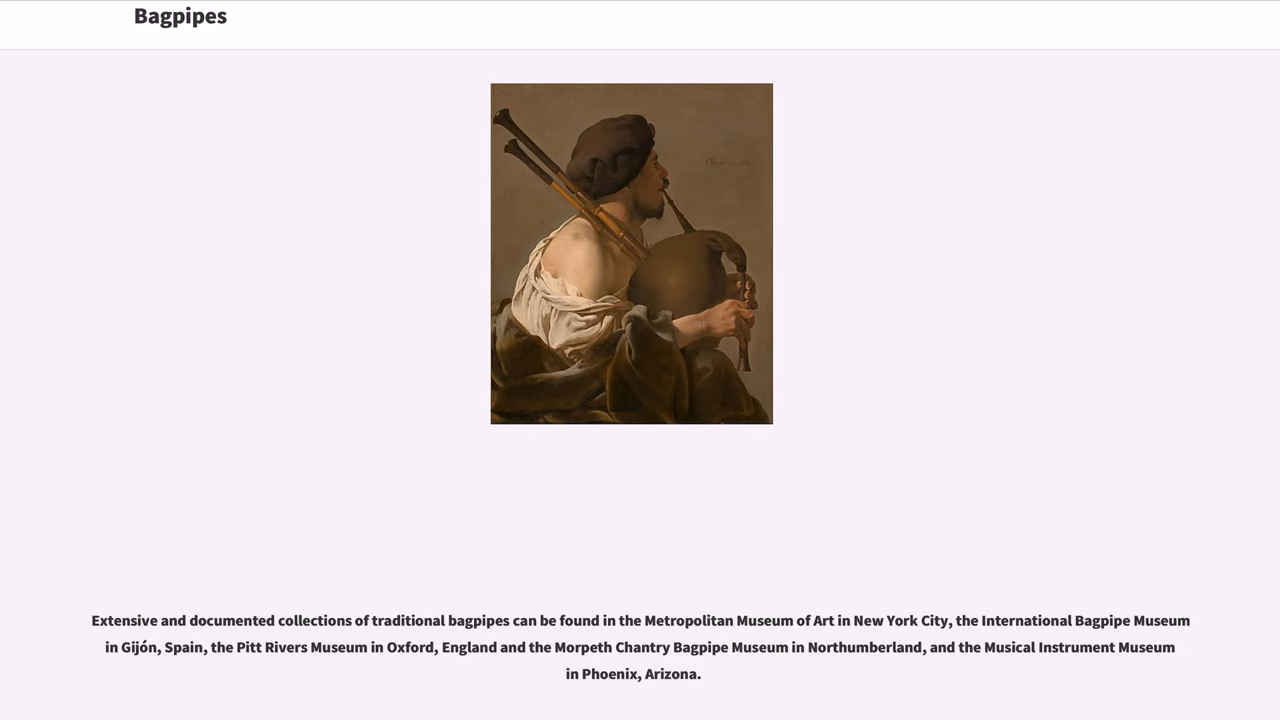 Bagpipes
Extensive and documented collections of traditional bagpipes can be found in the Metropolitan Museum of Art in New York City, the International Bagpipe Museum
in Gijón, Spain, the Pitt Rivers Museum in Oxford, England and the Morpeth Chantry Bagpipe Museum in Northumberland, and the Musical Instrument Museum
in Phoenix, Arizona.